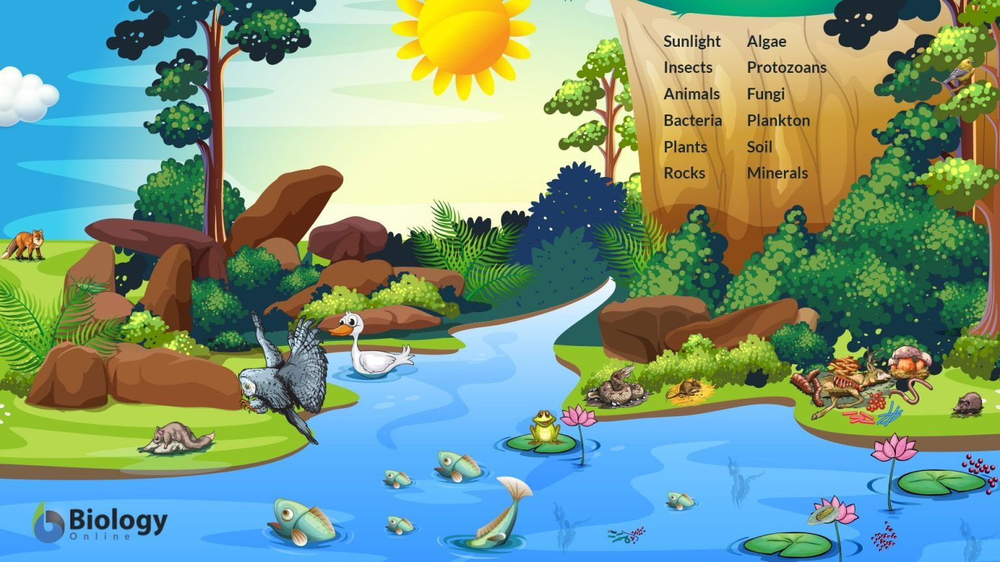 Sunlight
Insects
Animals
Bacteria
Plants
Rocks
Algae
Protozoans
Fungi
Plankton
Soil
Minerals
Biology
Online